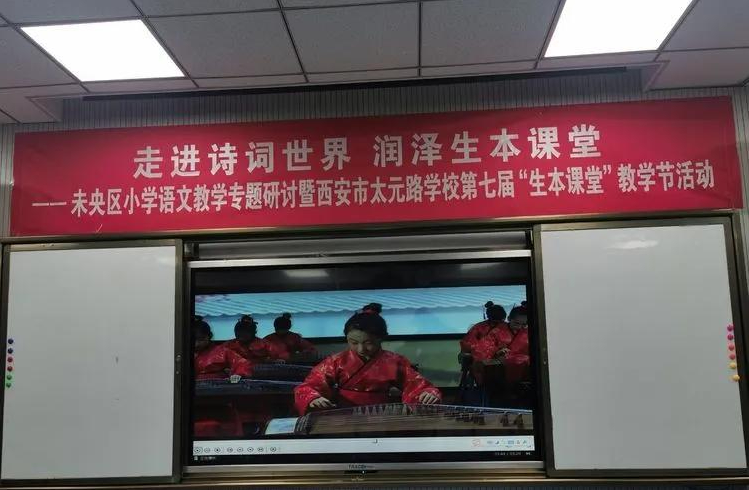 走进诗词世界 润泽生本课堂
—— 未央区小学语文教学专题研讨暨西安市太元路学校第七届“生本课堂”教学节活动